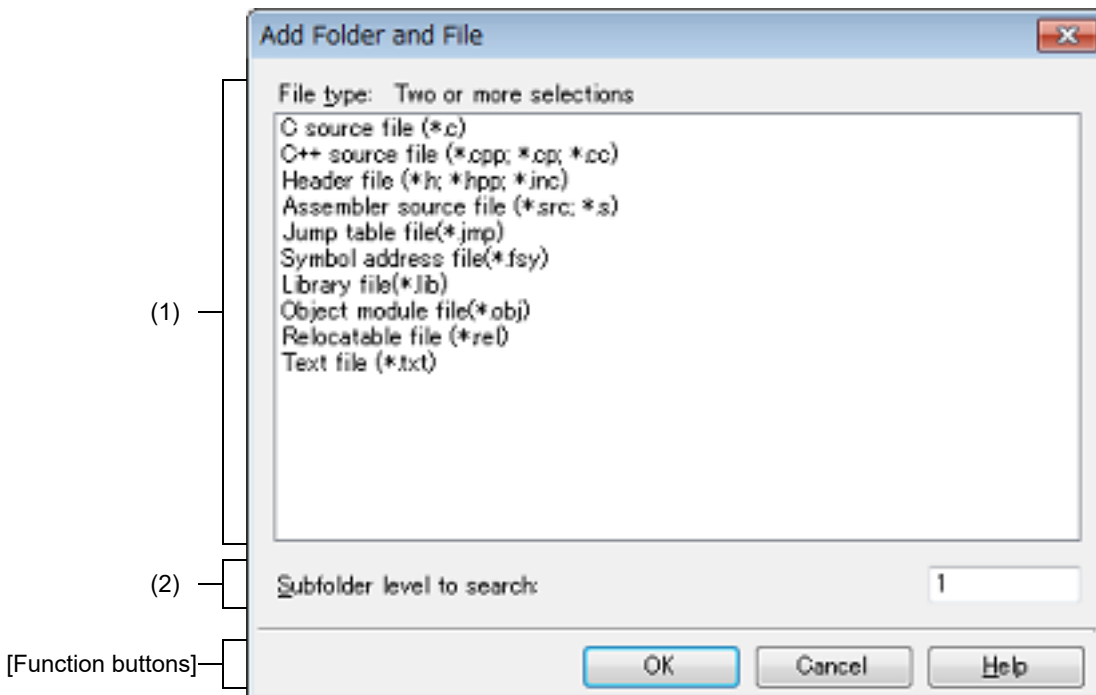 Add Folder and File
File type: Two or more selections
C source file (*.c)
C++ source file (*.cpp; *.cp; *.cc)
Header file (*.h; *.hpp; *.inc)
Assembler source file (*.src; *.s)
Jump table file(*.jmp)
Symbol address file(*.fsy)
Library file(*.lib)
(1)
Object module file(*.obj)
Relocatable file (*.rel)
Text file (*.txt)
(2) Subfolder level to search: 1
[Function buttons] OK Cancel Help